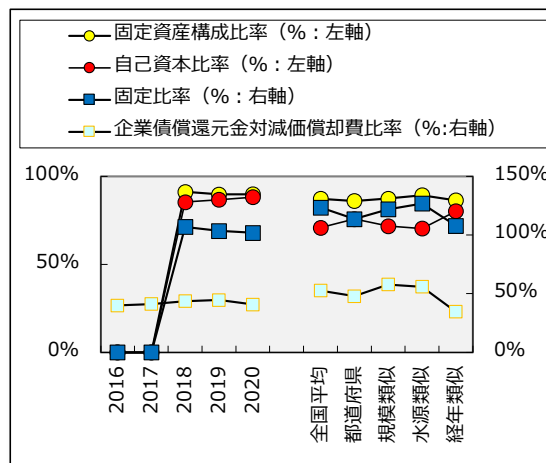 固定資産構成比率（%：左軸）
自己資本比率（%：左軸）
固定比率（%：右軸）
企業債償還元金対減価償却費比率（%:右軸）
100%
50%
0%
150%
100%
50%
0%
2016
2017
2018
2019
2020
全国平均
都道府県
規模類似
水源類似
経年類似